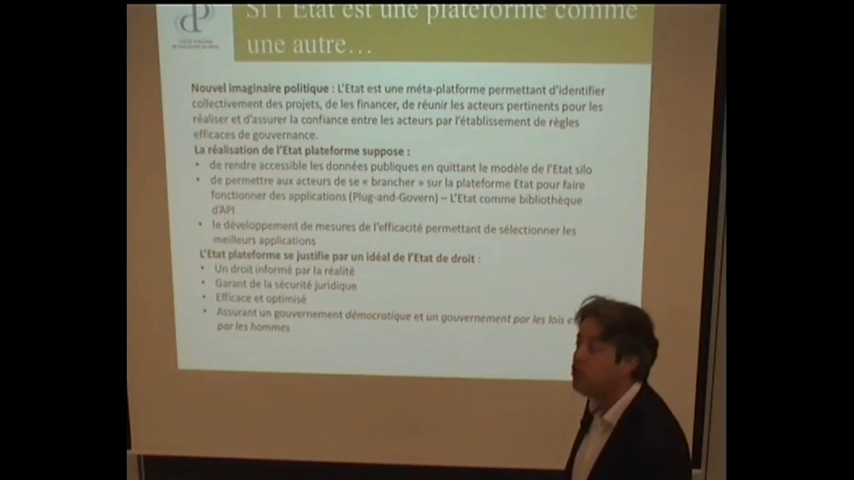 Si l'Etat est une plateforme comme
une autre…
Nouvel imaginaire politique : L'Etat est une méta-platforme permettant d'identifier
collectivement des projets, de les financer, de réunir les acteurs pertinents pour les
réaliser et d'assurer la confiance entre les acteurs par l'établissement de règles
efficaces de gouvernance.
La réalisation de l'Etat plateforme suppose :
• de rendre accessible les données publiques en quittant le modèle de l'Etat silo
• de permettre aux acteurs de se « brancher » sur la plateforme Etat pour faire
fonctionner des applications (Plug-and-Govern) – L'Etat comme bibliothèque
d'API
• le développement de mesures de l'efficacité permettant de sélectionner les
meilleurs applications
L'Etat plateforme se justifie par un idéal de l'Etat de droit :
• Un droit informé par la réalité
• Garant de la sécurité juridique
• Efficace et optimisé
• Assurant un gouvernement démocratique et un gouvernement par les lois et
par les hommes